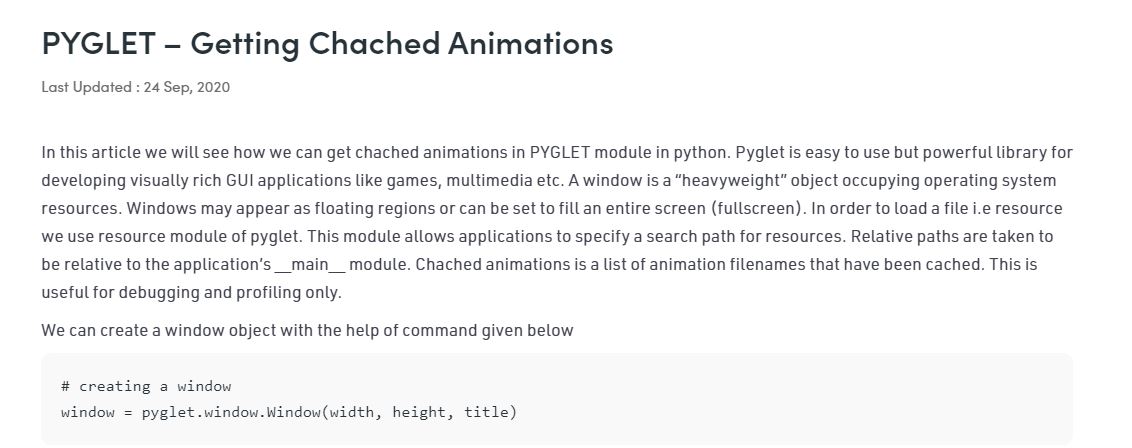 PYGLET – Getting Chached Animations
Last Updated : 24 Sep, 2020
In this article we will see how we can get chached animations in PYGLET module in python. Pyglet is easy to use but powerful library for
developing visually rich GUI applications like games, multimedia etc. A window is a “heavyweight” object occupying operating system
resources. Windows may appear as floating regions or can be set to fill an entire screen (fullscreen). In order to load a file i.e resource
we use resource module of pyglet. This module allows applications to specify a search path for resources. Relative paths are taken to
be relative to the application’s __main__ module. Chached animations is a list of animation filenames that have been cached. This is
useful for debugging and profiling only.
We can create a window object with the help of command given below
# creating a window
window = pyglet.window.Window(width, height, title)